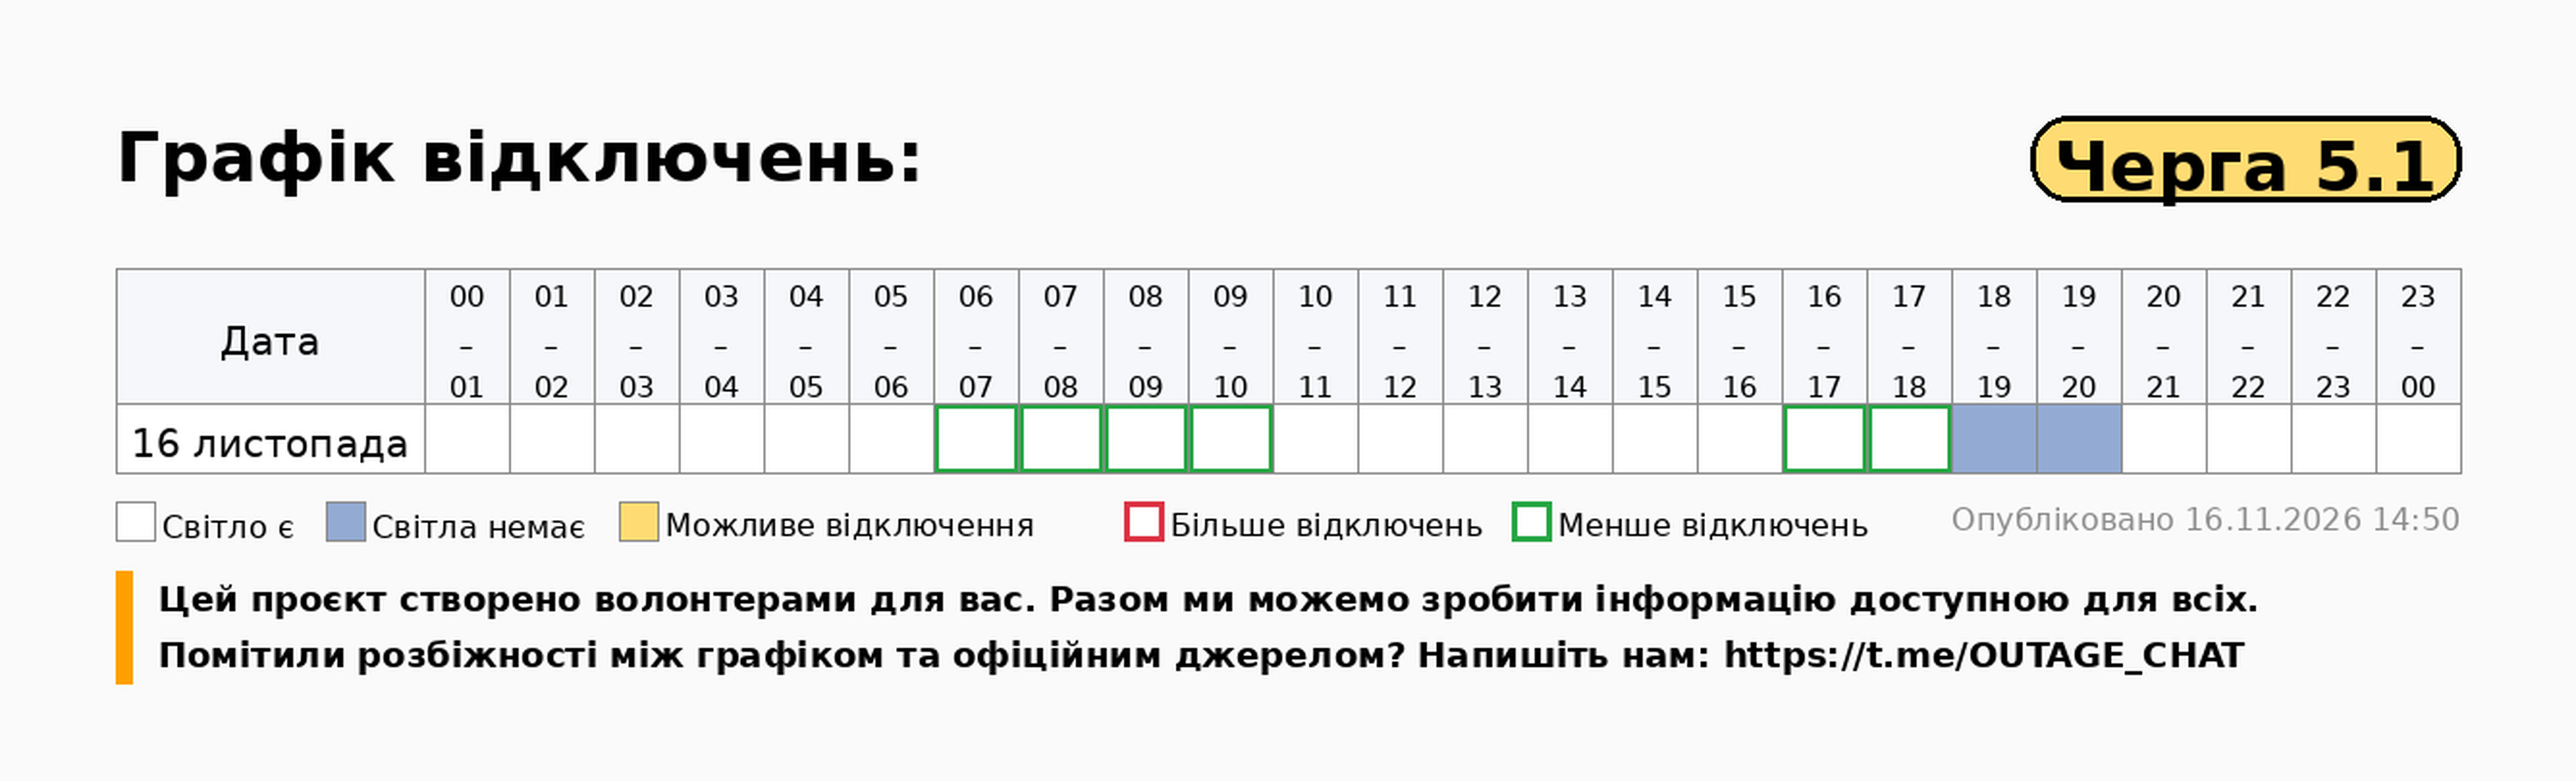 Графік відключень:
Черга 5.1
Дата
00 – 01
01 – 02
02 – 03
03 – 04
04 – 05
05 – 06
06 – 07
07 – 08
08 – 09
09 – 10
10 – 11
11 – 12
12 – 13
13 – 14
14 – 15
15 – 16
16 – 17
17 – 18
18 – 19
19 – 20
20 – 21
21 – 22
22 – 23
23 – 00
16 листопада
Світло є
Світла немає
Можливе відключення
Більше відключень
Менше відключень
Опубліковано 16.11.2026 14:50
Цей проєкт створено волонтерами для вас. Разом ми можемо зробити інформацію доступною для всіх.
Помітили розбіжності між графіком та офіційним джерелом? Напишіть нам: https://t.me/OUTAGE_CHAT